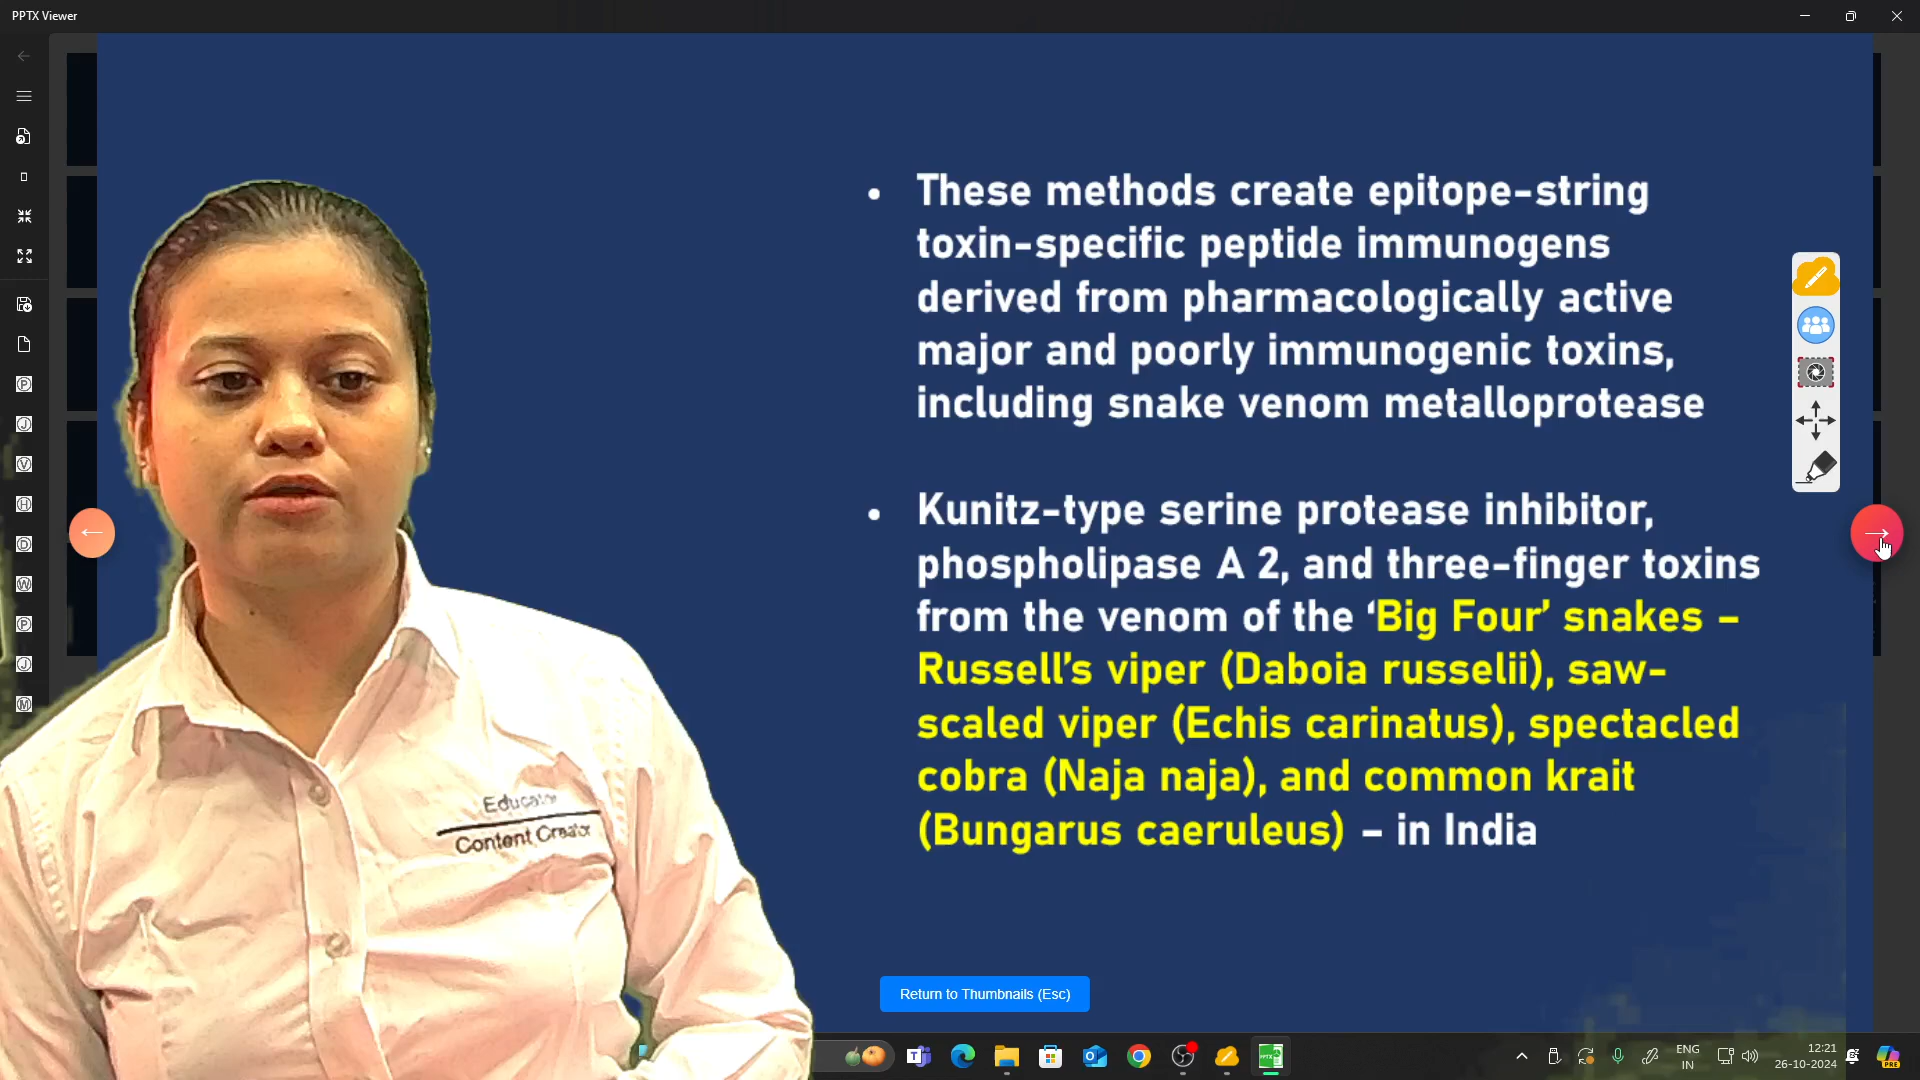 PPTX Viewer
• These methods create epitope-string
toxin-specific peptide immunogens
derived from pharmacologically active
major and poorly immunogenic toxins,
including snake venom metalloprotease
• Kunitz-type serine protease inhibitor,
phospholipase A 2, and three-finger toxins
from the venom of the ‘Big Four’ snakes –
Russell’s viper (Daboia russelii), saw-
scaled viper (Echis carinatus), spectacled
cobra (Naja naja), and common krait
(Bungarus caeruleus) – in India
Educator
Content Creator
Return to Thumbnails (Esc)
ENG
IN
12:21
26-10-2024